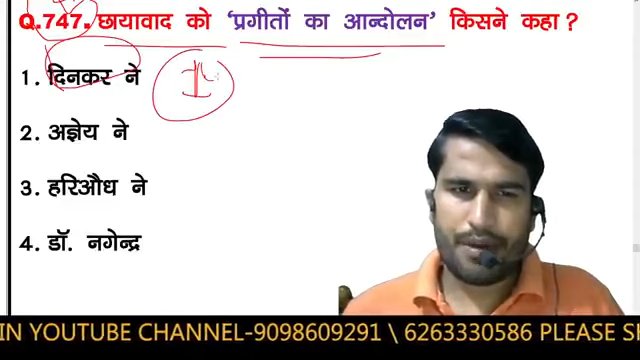 Q.747. छायावाद को ‘प्रगीतों का आन्दोलन’ किसने कहा ?
1. दिनकर ने
2. अज्ञेय ने
3. हरिऔध ने
4. डॉ. नगेन्द्र
IN YOUTUBE CHANNEL-9098609291 \ 6263330586 PLEASE SH